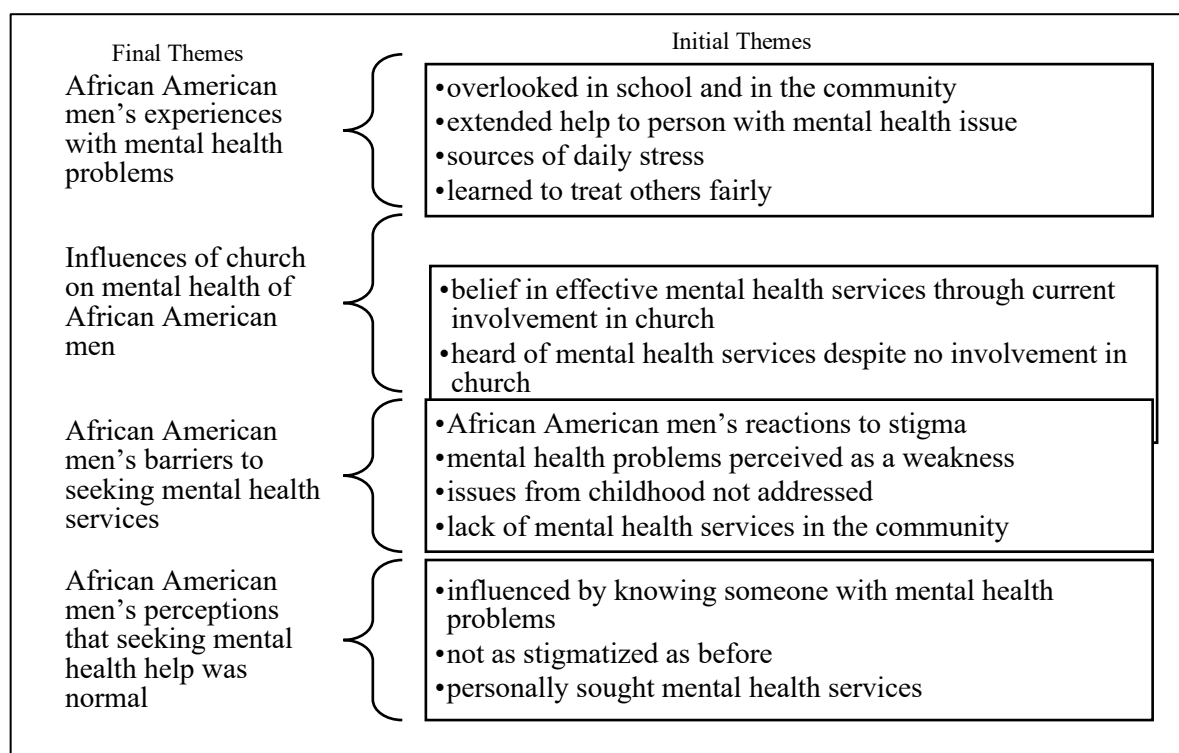 Final Themes
Initial Themes
African American
men’s experiences
with mental health
problems
•overlooked in school and in the community
•extended help to person with mental health issue
•sources of daily stress
•learned to treat others fairly
Influences of church
on mental health of
African American
men
•belief in effective mental health services through current
involvement in church
•heard of mental health services despite no involvement in
church
African American
men’s barriers to
seeking mental health
services
•African American men’s reactions to stigma
•mental health problems perceived as a weakness
•issues from childhood not addressed
•lack of mental health services in the community
African American
men’s perceptions
that seeking mental
health help was
normal
•influenced by knowing someone with mental health
problems
•not as stigmatized as before
•personally sought mental health services